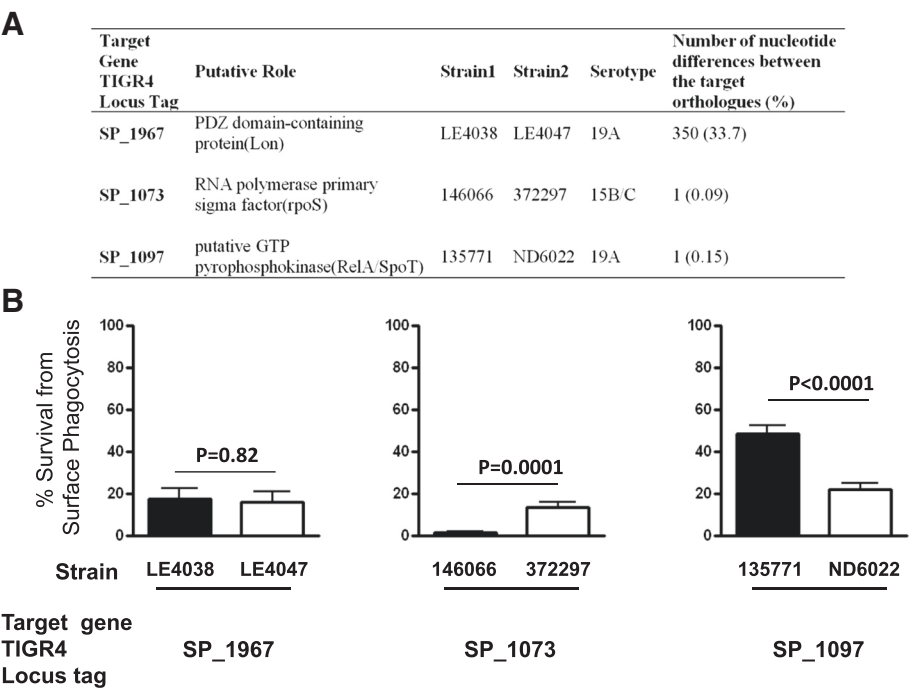 A
Target
Gene
TIGR4
Locus Tag
Putative Role
Strain1
Strain2
Serotype
Number of nucleotide
differences between
the target
orthologues (%)
SP_1967
PDZ domain-containing
protein(Lon)
LE4038
LE4047
19A
350 (33.7)
SP_1073
RNA polymerase primary
sigma factor(rpoS)
146066
372297
15B/C
1 (0.09)
SP_1097
putative GTP
pyrophosphokinase(RelA/SpoT)
135771
ND6022
19A
1 (0.15)
B
% Survival from
Surface Phagocytosis
100
80
60
40
20
0
P=0.82
100
80
60
40
20
0
P=0.0001
100
80
60
40
20
0
P<0.0001
Strain
LE4038
LE4047
146066
372297
135771
ND6022
Target gene
TIGR4
Locus tag
SP_1967
SP_1073
SP_1097